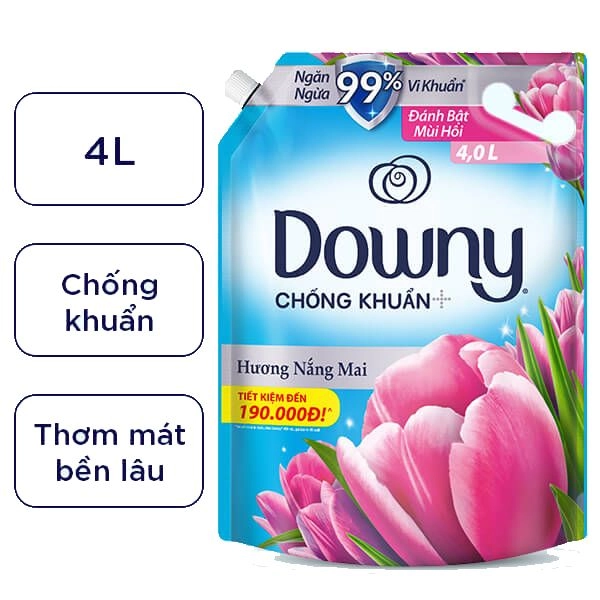 4L
Chống
khuẩn
Thơm mát
bền lâu
Ngăn
Ngừa
99%
Vi Khuẩn*
Đánh Bật
Mùi Hôi
4,0 L
Downy®
CHỐNG KHUẨN+
Hương Nắng Mai
TIẾT KIỆM ĐẾN
190.000Đ!^